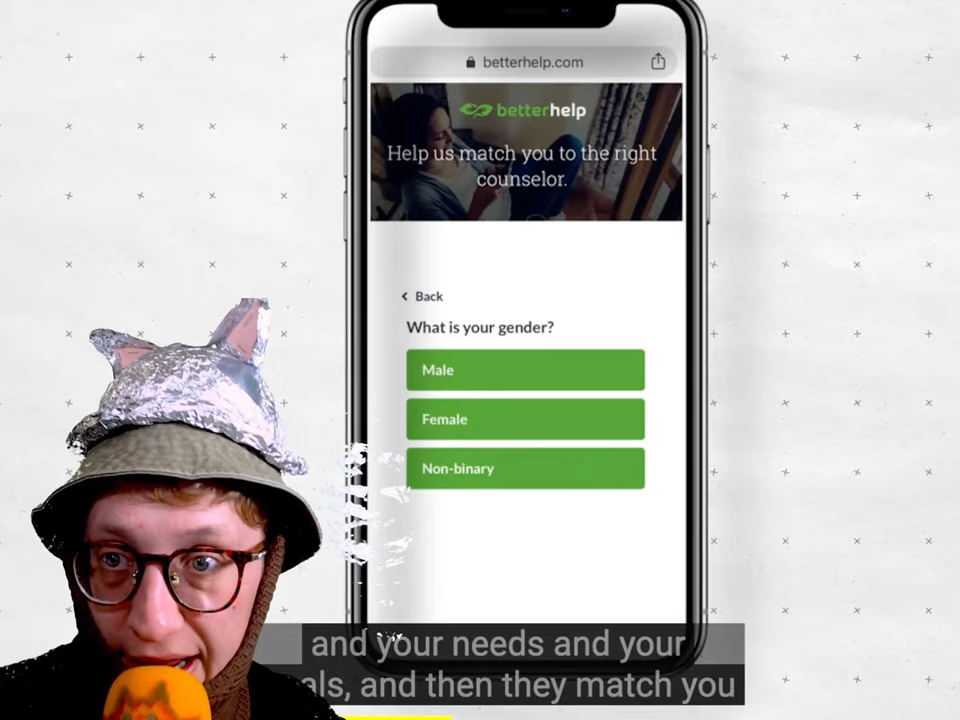 betterhelp.com
betterhelp
Help us match you to the right
counselor.
Back
What is your gender?
Male
Female
Non-binary
and your needs and your
als, and then they match you